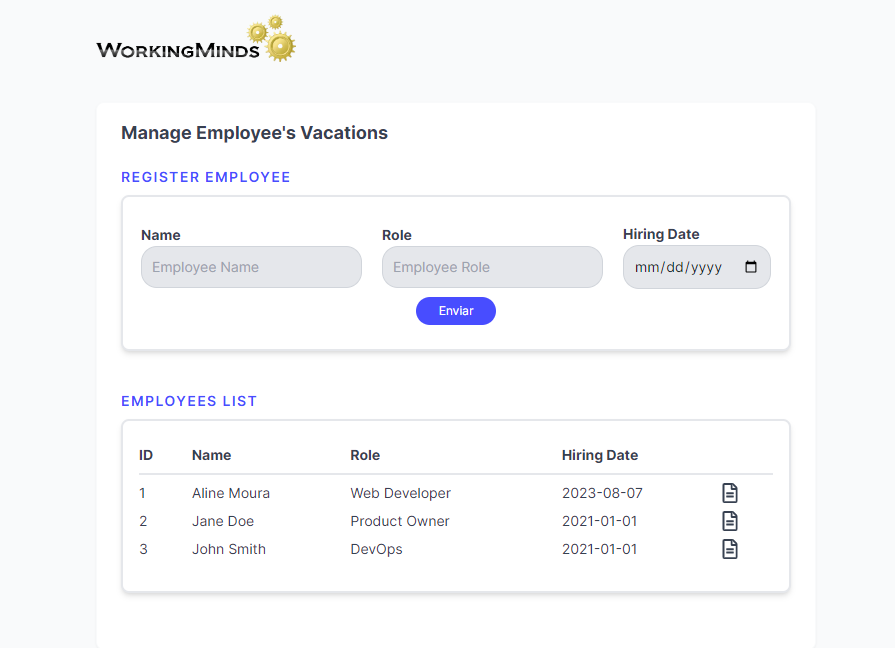 WORKINGMINDS
Manage Employee's Vacations
REGISTER EMPLOYEE
Name Role Hiring Date
Employee Name Employee Role mm/dd/yyyy
Enviar
EMPLOYEES LIST
ID Name Role Hiring Date
1 Aline Moura Web Developer 2023-08-07
2 Jane Doe Product Owner 2021-01-01
3 John Smith DevOps 2021-01-01